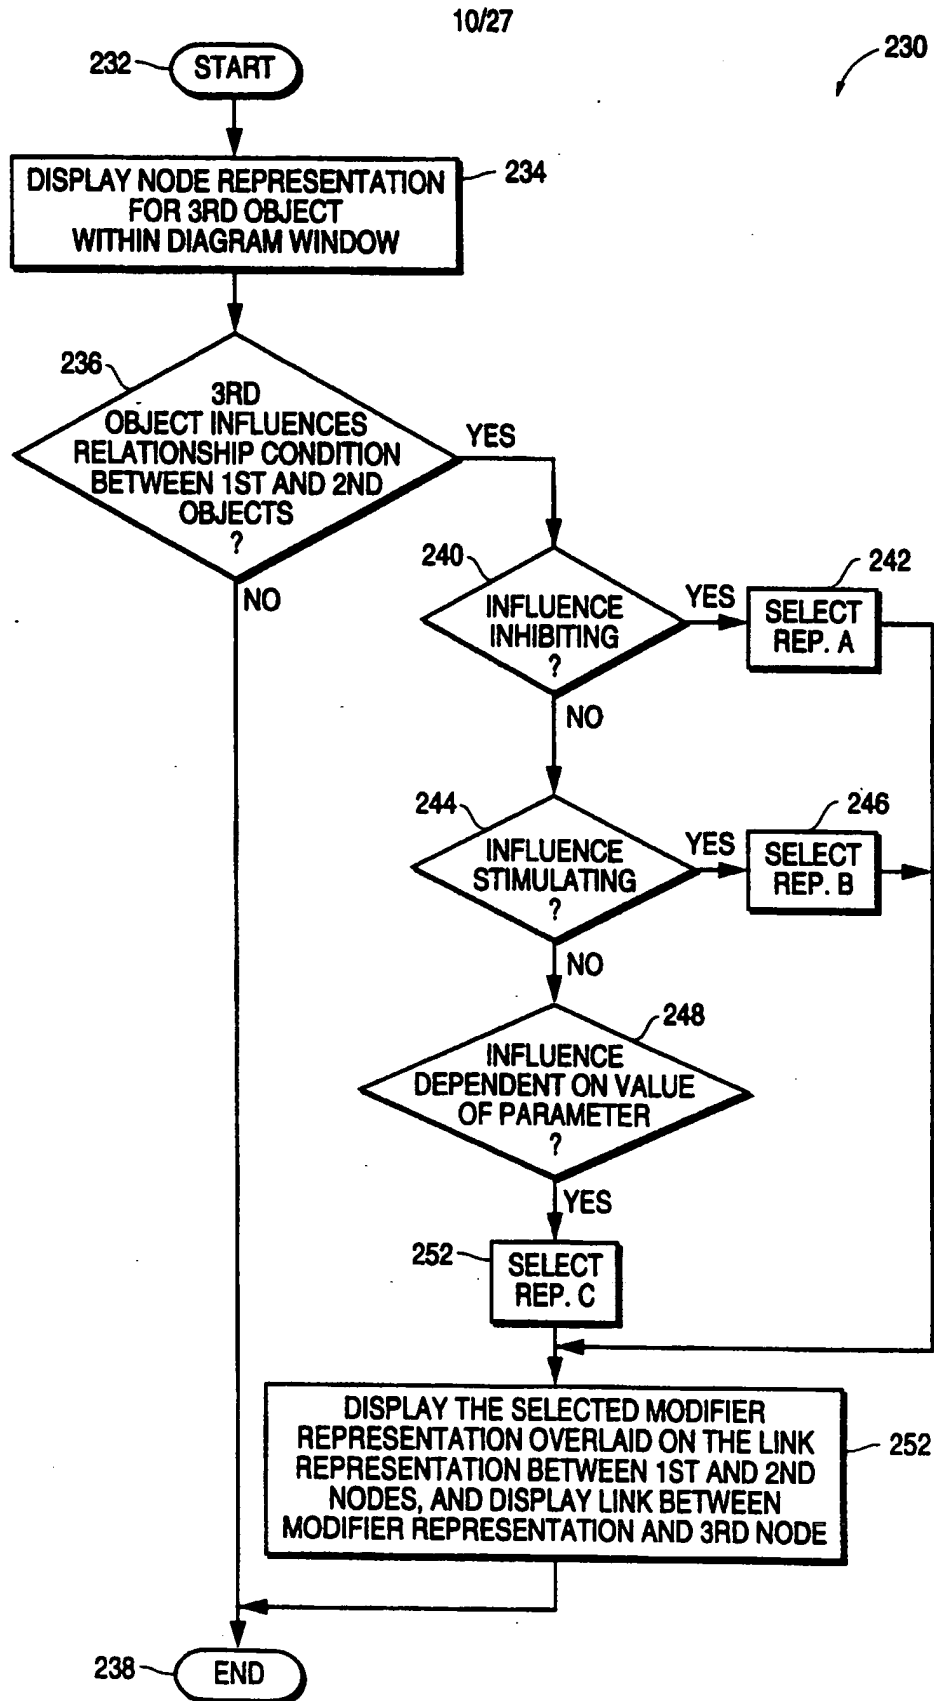 10/27
230
232
START
234
DISPLAY NODE REPRESENTATION
FOR 3RD OBJECT
WITHIN DIAGRAM WINDOW
236
3RD
OBJECT INFLUENCES
RELATIONSHIP CONDITION
BETWEEN 1ST AND 2ND
OBJECTS
?
YES
NO
240
INFLUENCE
INHIBITING
?
YES
NO
242
SELECT
REP. A
244
INFLUENCE
STIMULATING
?
YES
NO
246
SELECT
REP. B
248
INFLUENCE
DEPENDENT ON VALUE
OF PARAMETER
?
YES
252
SELECT
REP. C
DISPLAY THE SELECTED MODIFIER
REPRESENTATION OVERLAID ON THE LINK
REPRESENTATION BETWEEN 1ST AND 2ND
NODES, AND DISPLAY LINK BETWEEN
MODIFIER REPRESENTATION AND 3RD NODE
252
238
END